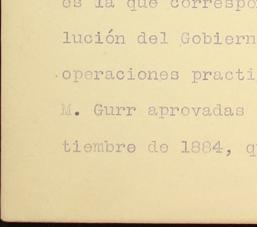 es la que correspo
lución del Gobiern
operaciones practi
M. Gurr aprovadas
tiembre de 1884, q